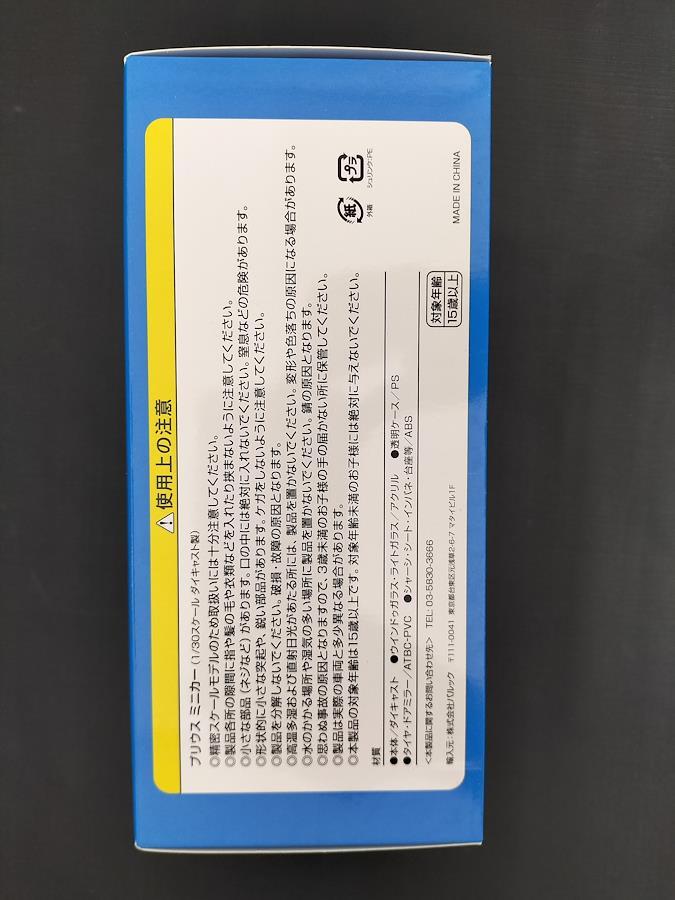 ⚠使用上の注意
プリウス ミニカー(1/30スケール ダイキャスト製)
◎精密スケールモデルのため取扱いには十分注意してください。
◎製品各所の隙間に指や髪の毛や衣類などを入れたり挟まないように注意してください。
◎小さな部品(ネジなど)があります。口の中には絶対に入れないでください。窒息などの危険があります。
◎形状的に小さな突起や、鋭い部品があります。ケガをしないように注意してください。
◎製品を分解しないでください。破損・故障の原因となります。
◎高温多湿および直射日光があたる所には、製品を置かないでください。変形や色落ちの原因になる場合があります。
◎水のかかる場所や湿気の多い場所に製品を置かないでください。錆の原因となります。
◎思わぬ事故の原因となりますので、3歳未満のお子様の手の届かない所に保管してください。
◎製品は実際の車両と多少異なる場合があります。
◎本製品の対象年齢は15歳以上です。対象年齢未満のお子様には絶対に与えないでください。
材質
●本体/ダイキャスト ●ウインドゥガラス・ライトガラス/アクリル ●透明ケース/PS
●タイヤ・ドアミラー/ATBC-PVC ●シャーシ・シート・インパネ・台座等/ABS
<本製品に関するお問い合わせ先> TEL: 03-5830-3666
輸入元:株式会社パルック 〒111-0041 東京都台東区元浅草2-6-7 マタイビル1F
対象年齢
15歳以上
紙
外箱
プラ
シュリンク:PE
MADE IN CHINA